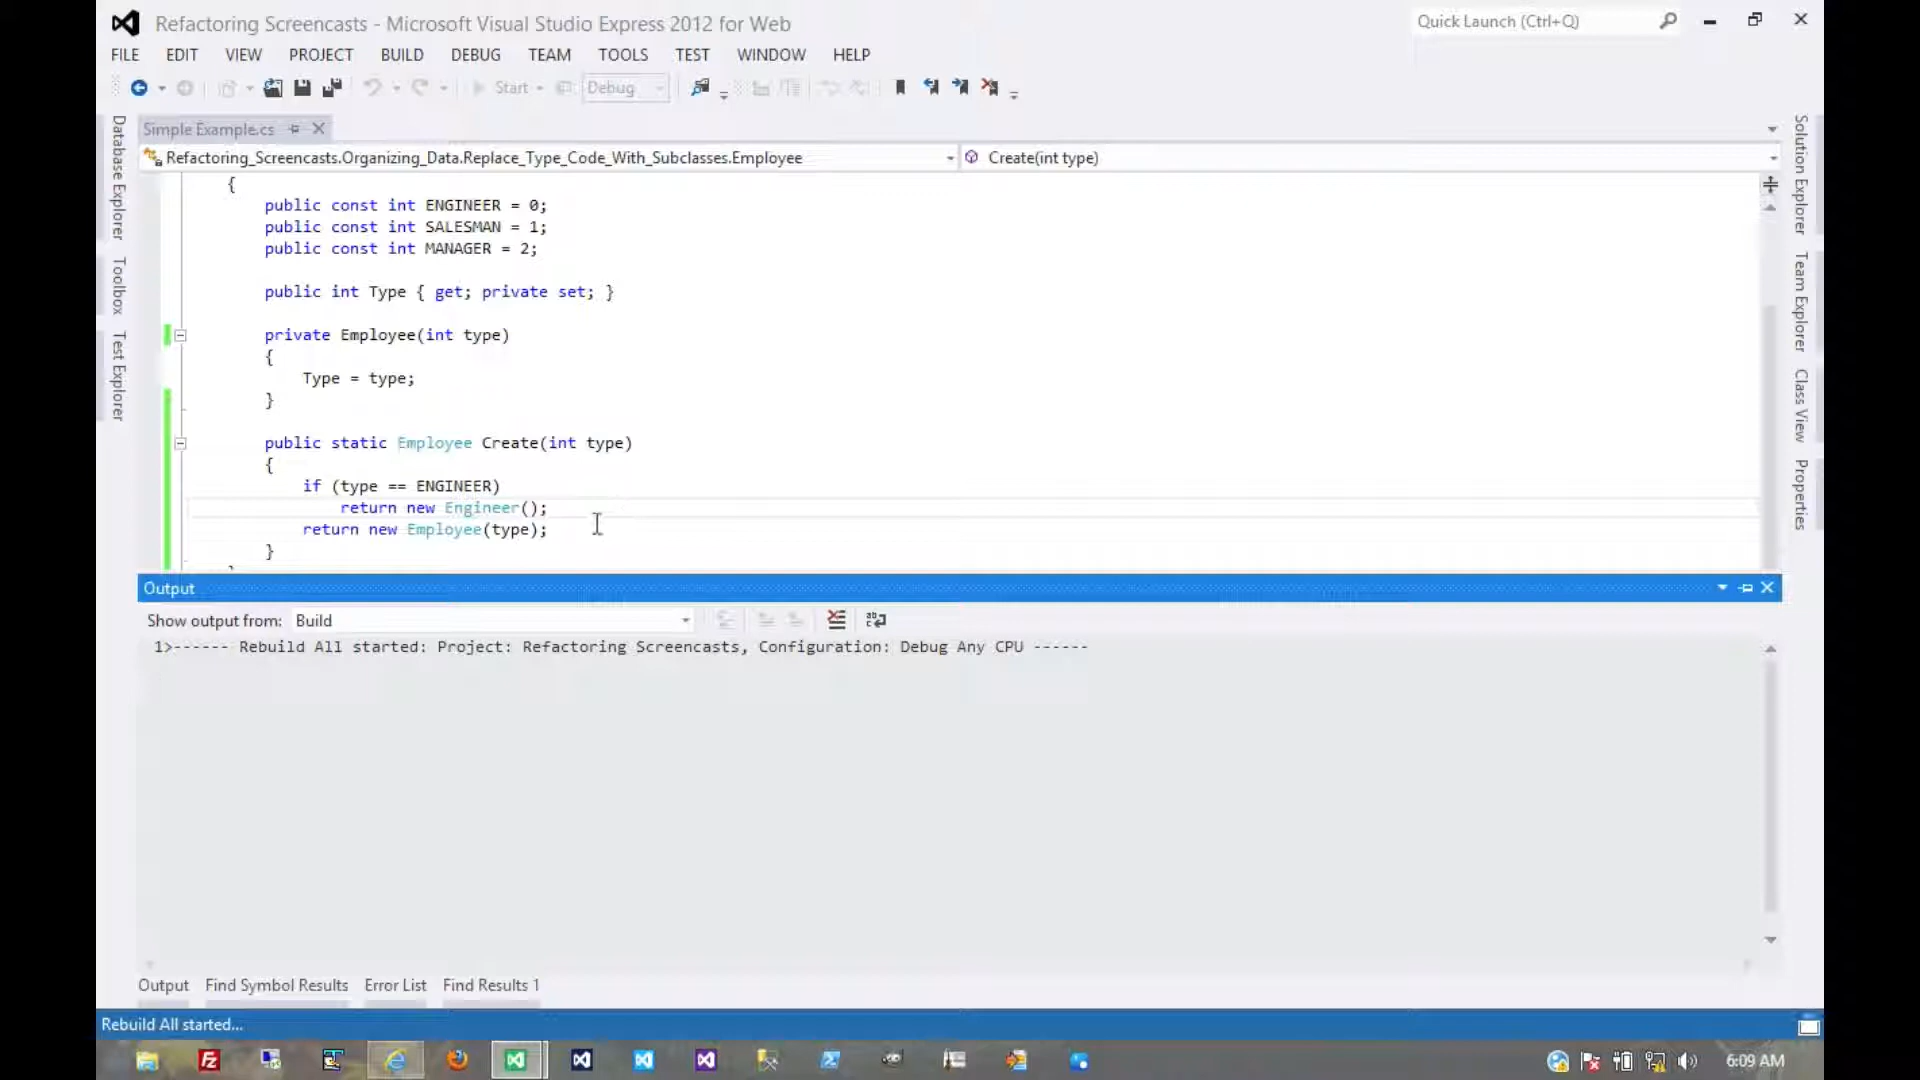 Refactoring Screencasts - Microsoft Visual Studio Express 2012 for Web
Quick Launch (Ctrl+Q)
FILE EDIT VIEW PROJECT BUILD DEBUG TEAM TOOLS TEST WINDOW HELP
Start Debug
Simple Example.cs
Refactoring_Screencasts.Organizing_Data.Replace_Type_Code_With_Subclasses.Employee
Create(int type)
Database Explorer
Toolbox
Test Explorer
{
public const int ENGINEER = 0;
public const int SALESMAN = 1;
public const int MANAGER = 2;
public int Type { get; private set; }
private Employee(int type)
{
Type = type;
}
public static Employee Create(int type)
{
if (type == ENGINEER)
return new Engineer();
return new Employee(type);
}
Solution Explorer
Team Explorer
Class View
Properties
Output
Show output from: Build
1>------ Rebuild All started: Project: Refactoring Screencasts, Configuration: Debug Any CPU ------
Output Find Symbol Results Error List Find Results 1
Rebuild All started...
6:09 AM